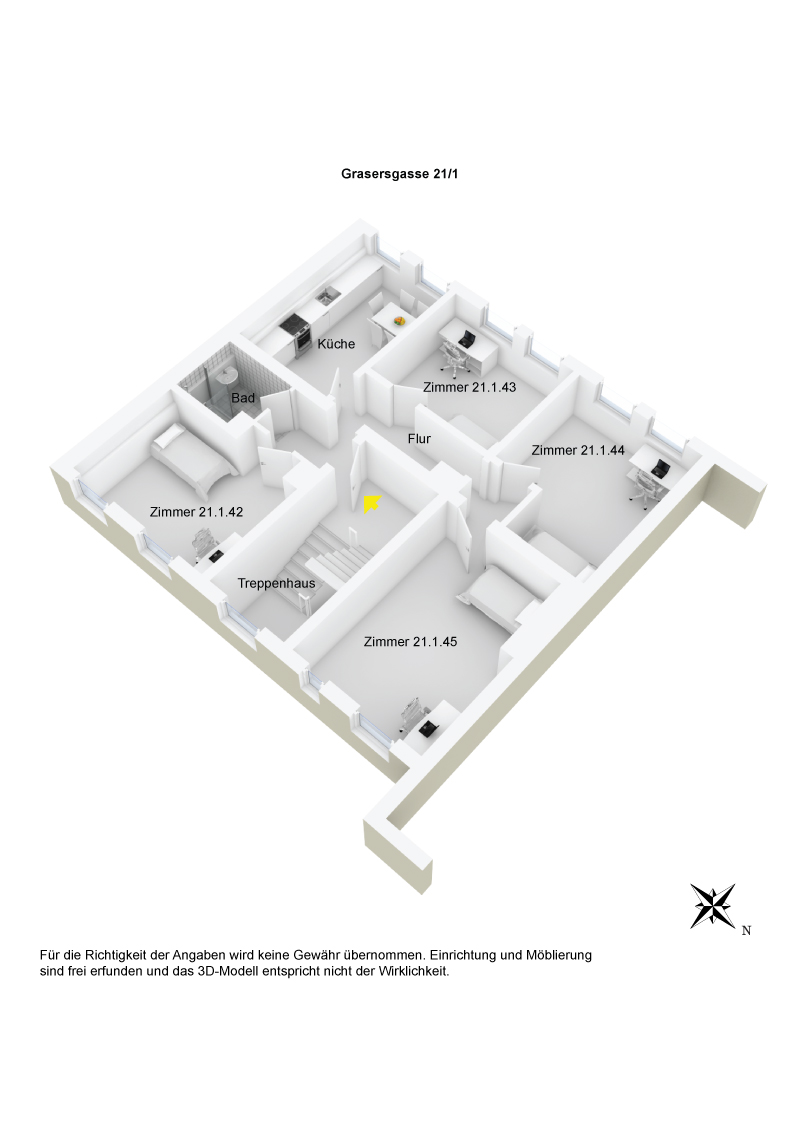 Grasersgasse 21/1
Küche
Zimmer 21.1.43
Bad
Flur
Zimmer 21.1.44
Zimmer 21.1.42
Treppenhaus
Zimmer 21.1.45
N
Für die Richtigkeit der Angaben wird keine Gewähr übernommen. Einrichtung und Möblierung
sind frei erfunden und das 3D-Modell entspricht nicht der Wirklichkeit.